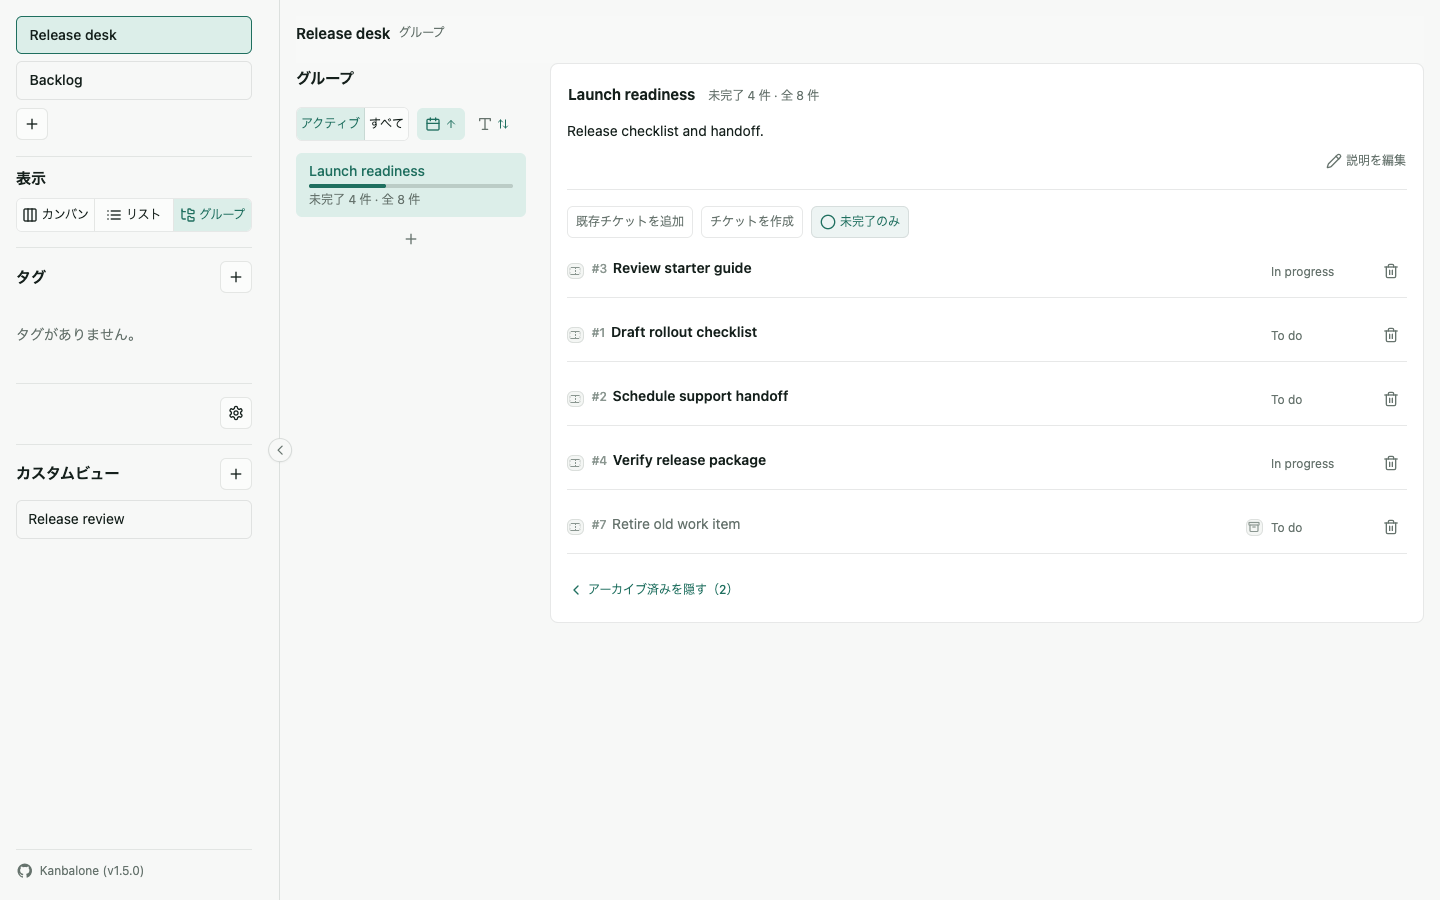 Release desk
Backlog
表示
カンバン
リスト
グループ
タグ
タグがありません。
カスタムビュー
Release review
Kanbalone (v1.5.0)
Release desk グループ
グループ
アクティブ すべて
Launch readiness
未完了 4 件 · 全 8 件
Launch readiness 未完了 4 件 · 全 8 件
Release checklist and handoff.
説明を編集
既存チケットを追加 チケットを作成 未完了のみ
#3 Review starter guide In progress
#1 Draft rollout checklist To do
#2 Schedule support handoff To do
#4 Verify release package In progress
#7 Retire old work item To do
アーカイブ済みを隠す（2）